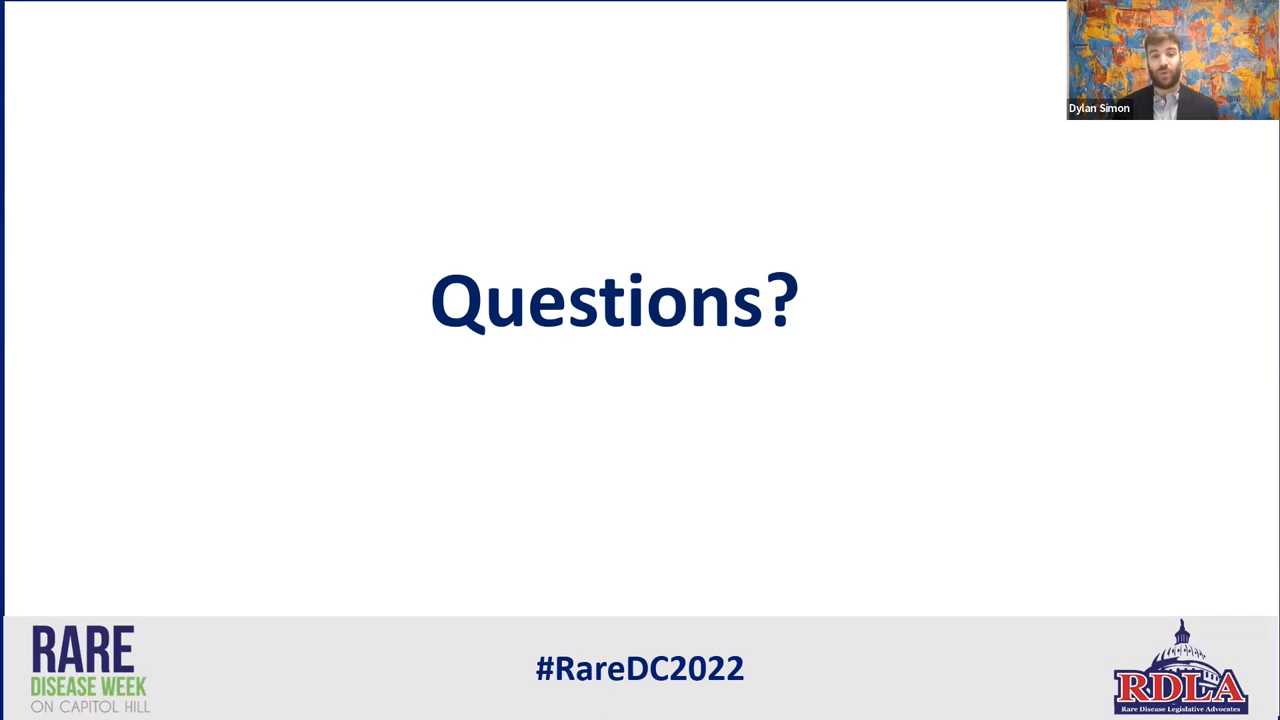 Dylan Simon
Questions?
RARE
DISEASE WEEK
ON CAPITOL HILL
#RareDC2022
RDLA
Rare Disease Legislative Advocates